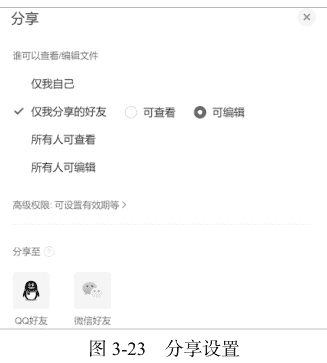 分享
谁可以查看/编辑文件
仅我自己
仅我分享的好友 可查看 可编辑
所有人可查看
所有人可编辑
高级权限: 可设置有效期等 >
分享至 ?
QQ好友 微信好友
图 3-23 分享设置